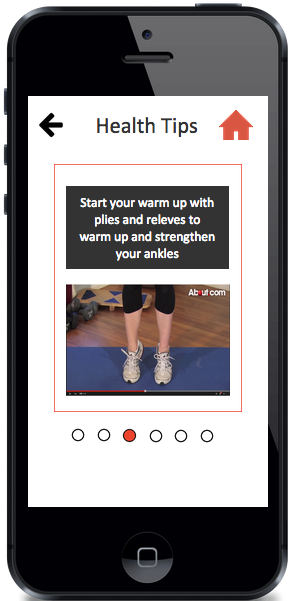 Health Tips
Start your warm up with
plies and releves to
warm up and strengthen
your ankles
About.com